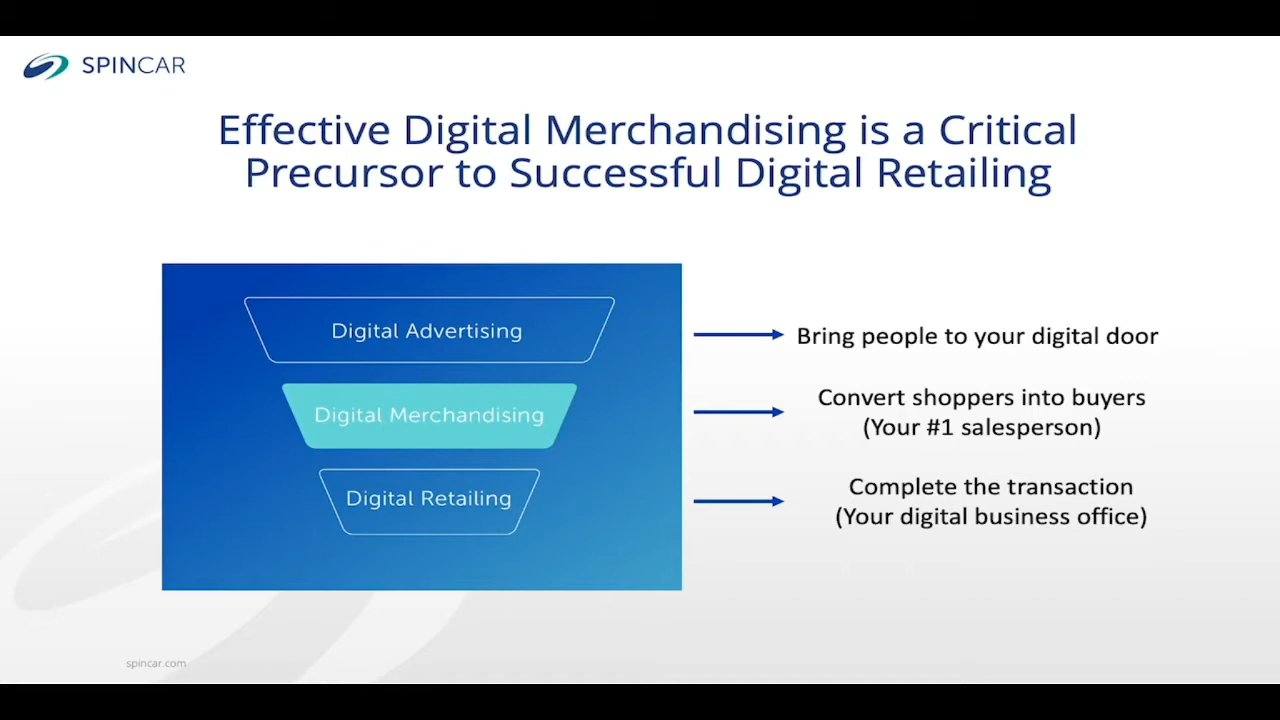 SPINCAR
Effective Digital Merchandising is a Critical
Precursor to Successful Digital Retailing
Digital Advertising
Bring people to your digital door
Digital Merchandising
Convert shoppers into buyers
(Your #1 salesperson)
Digital Retailing
Complete the transaction
(Your digital business office)
spincar.com